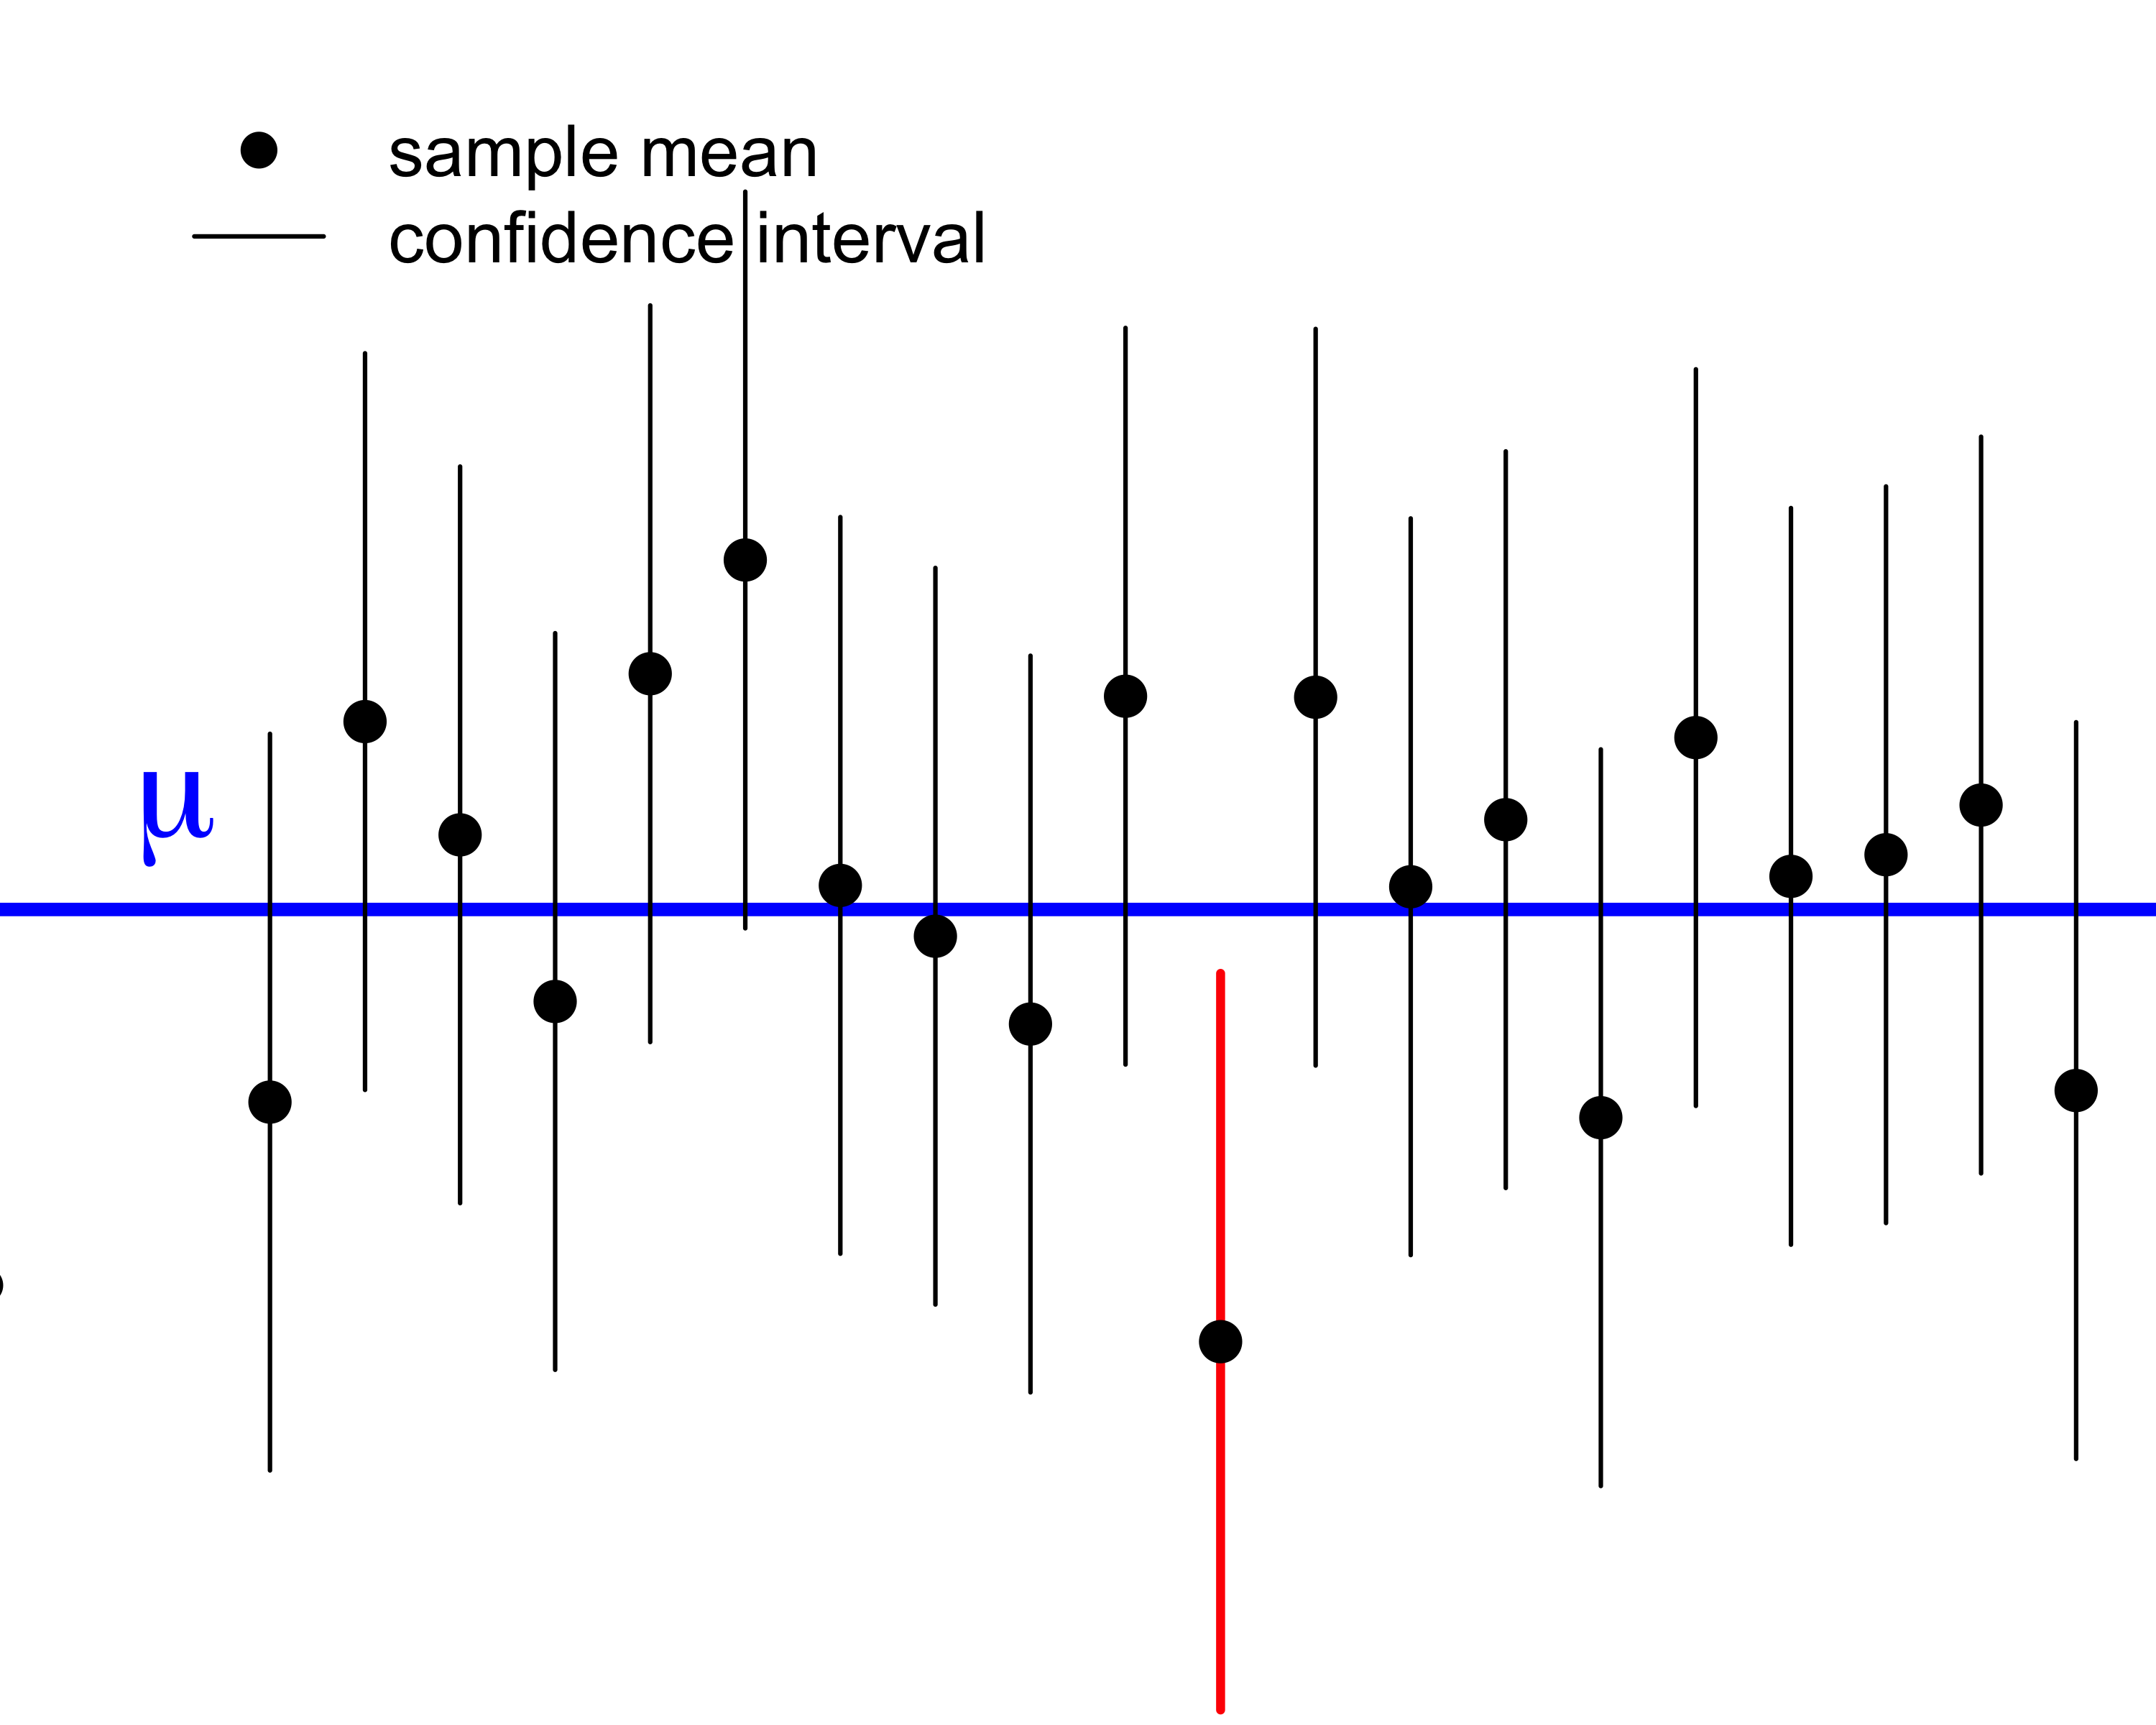 sample mean
confidence interval
μ